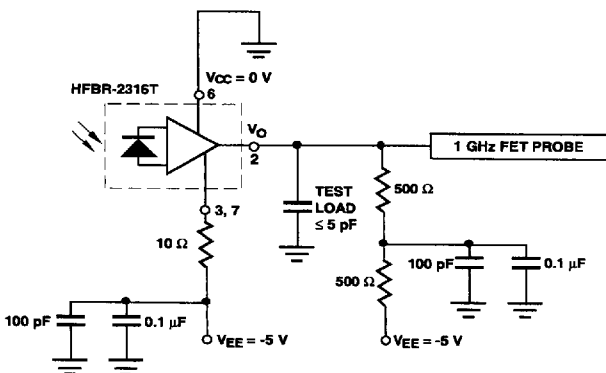 HFBR-2316T
VCC = 0 V
6
VO
2
1 GHz FET PROBE
3, 7
TEST
LOAD
≤ 5 pF
500 Ω
10 Ω
500 Ω
100 pF
0.1 µF
100 pF
0.1 µF
VEE = -5 V
VEE = -5 V